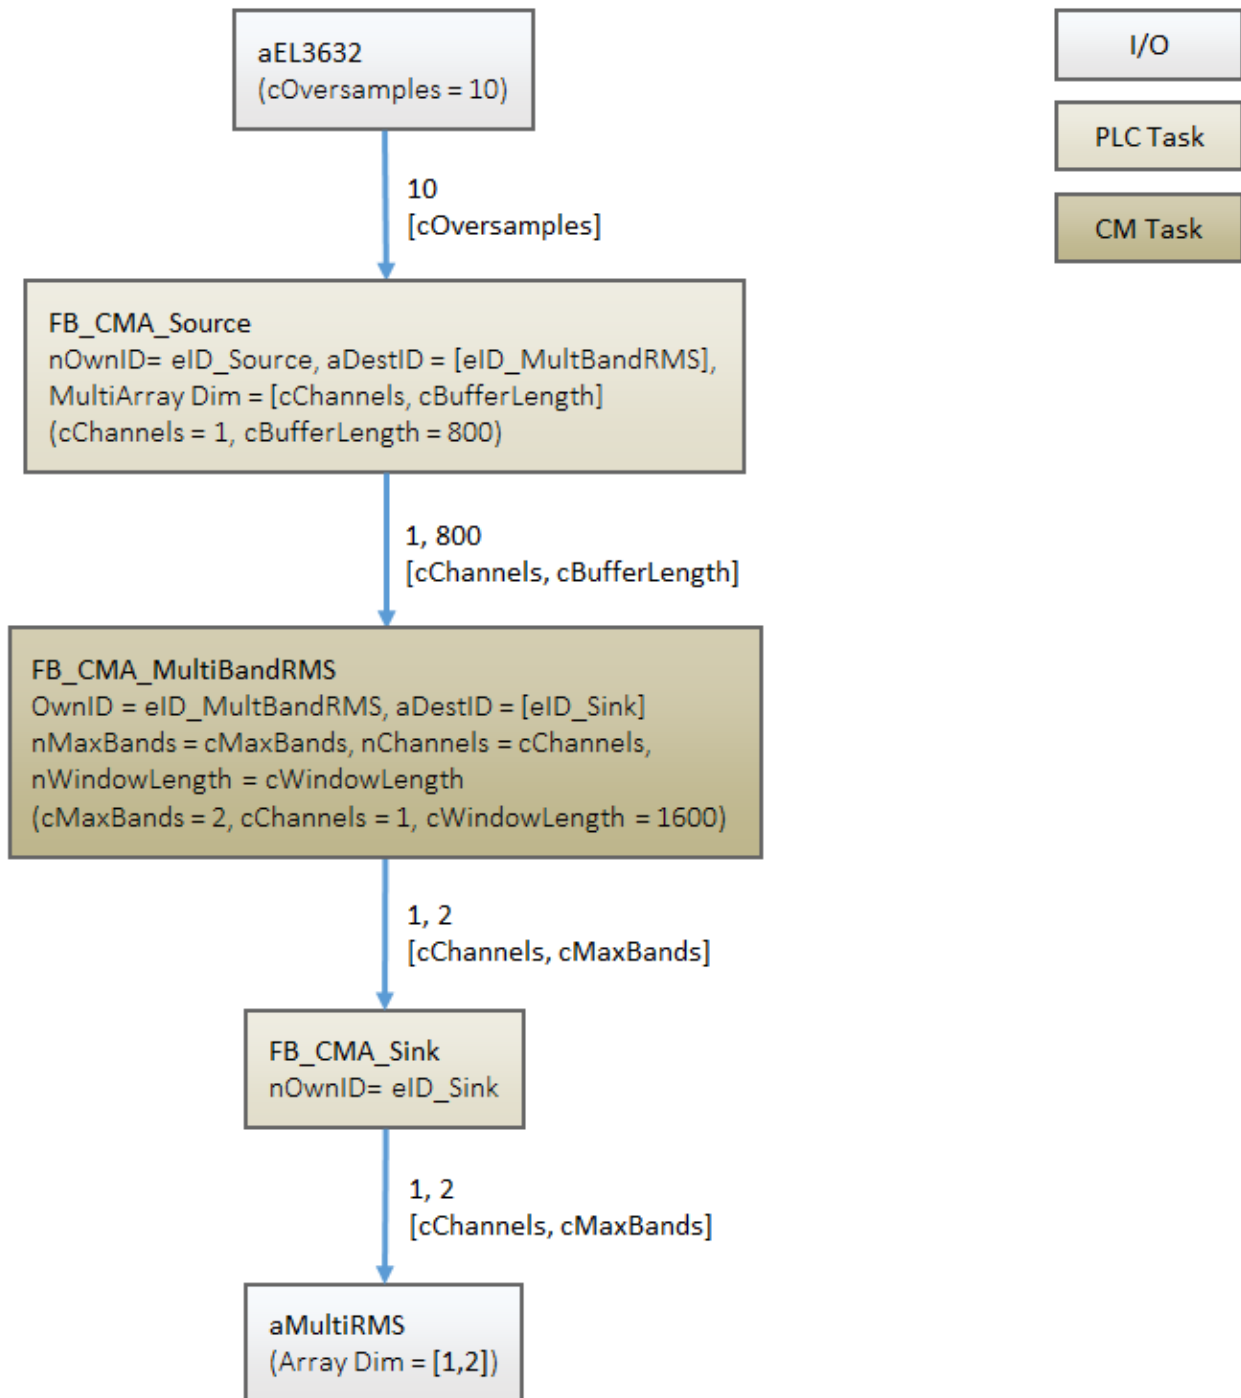 aEL3632
(cOversamples = 10)
I/O
PLC Task
CM Task
10
[cOversamples]
FB_CMA_Source
nOwnID= eID_Source, aDestID = [eID_MultBandRMS],
MultiArray Dim = [cChannels, cBufferLength]
(cChannels = 1, cBufferLength = 800)
1, 800
[cChannels, cBufferLength]
FB_CMA_MultiBandRMS
OwnID = eID_MultBandRMS, aDestID = [eID_Sink]
nMaxBands = cMaxBands, nChannels = cChannels,
nWindowLength = cWindowLength
(cMaxBands = 2, cChannels = 1, cWindowLength = 1600)
1, 2
[cChannels, cMaxBands]
FB_CMA_Sink
nOwnID= eID_Sink
1, 2
[cChannels, cMaxBands]
aMultiRMS
(Array Dim = [1,2])